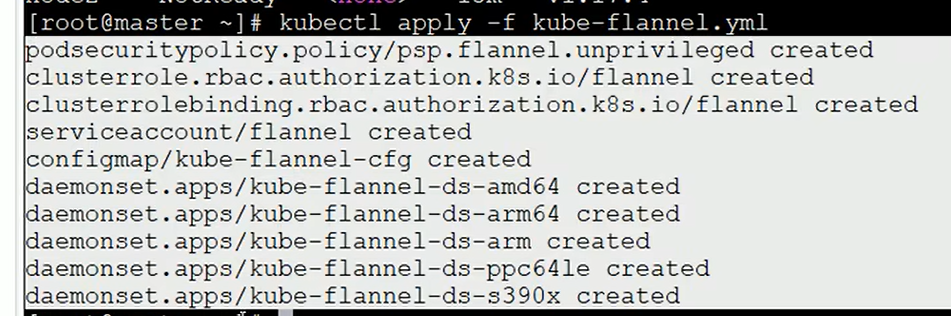 [root@master ~]# kubectl apply -f kube-flannel.yml
podsecuritypolicy.policy/psp.flannel.unprivileged created
clusterrole.rbac.authorization.k8s.io/flannel created
clusterrolebinding.rbac.authorization.k8s.io/flannel created
serviceaccount/flannel created
configmap/kube-flannel-cfg created
daemonset.apps/kube-flannel-ds-amd64 created
daemonset.apps/kube-flannel-ds-arm64 created
daemonset.apps/kube-flannel-ds-arm created
daemonset.apps/kube-flannel-ds-ppc64le created
daemonset.apps/kube-flannel-ds-s390x created